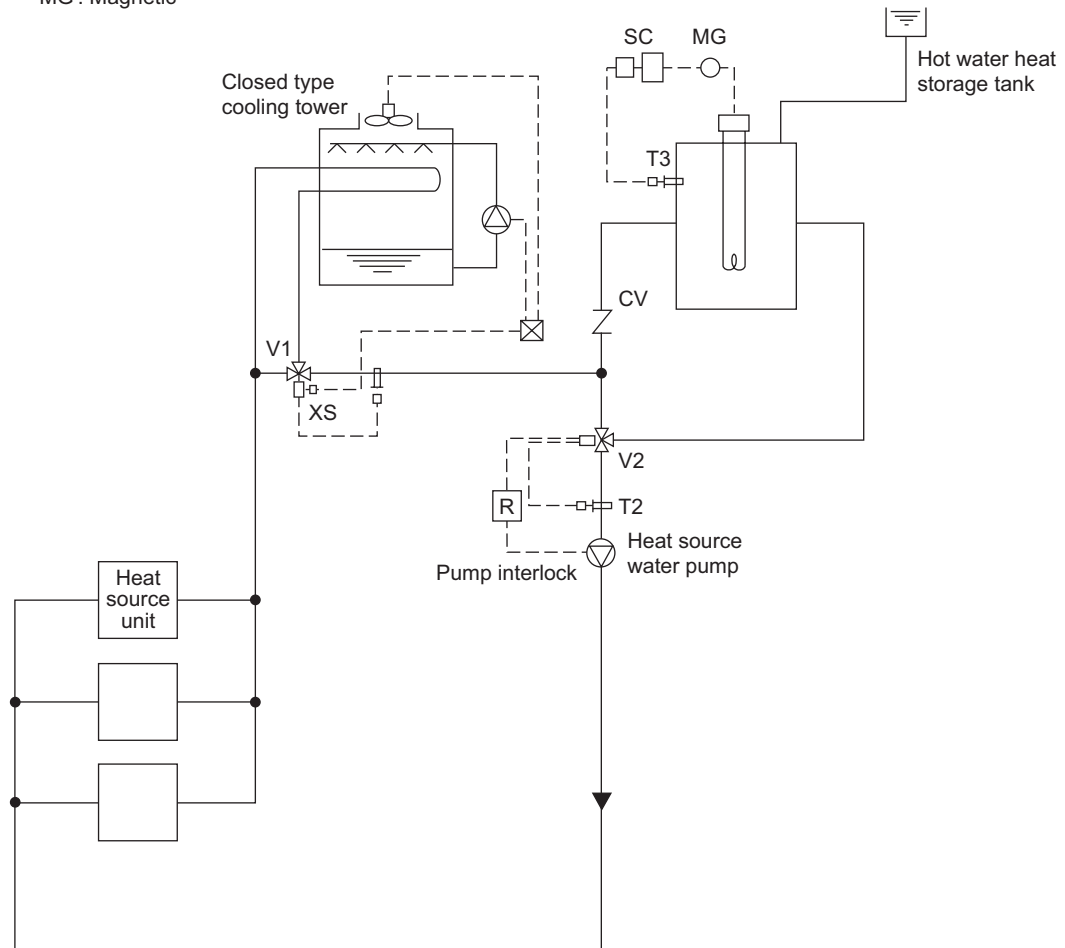 MG : Magnetic
SC
MG
Hot water heat
storage tank
Closed type
cooling tower
T3
CV
V1
XS
V2
R
T2
Heat source
water pump
Pump interlock
Heat
source
unit